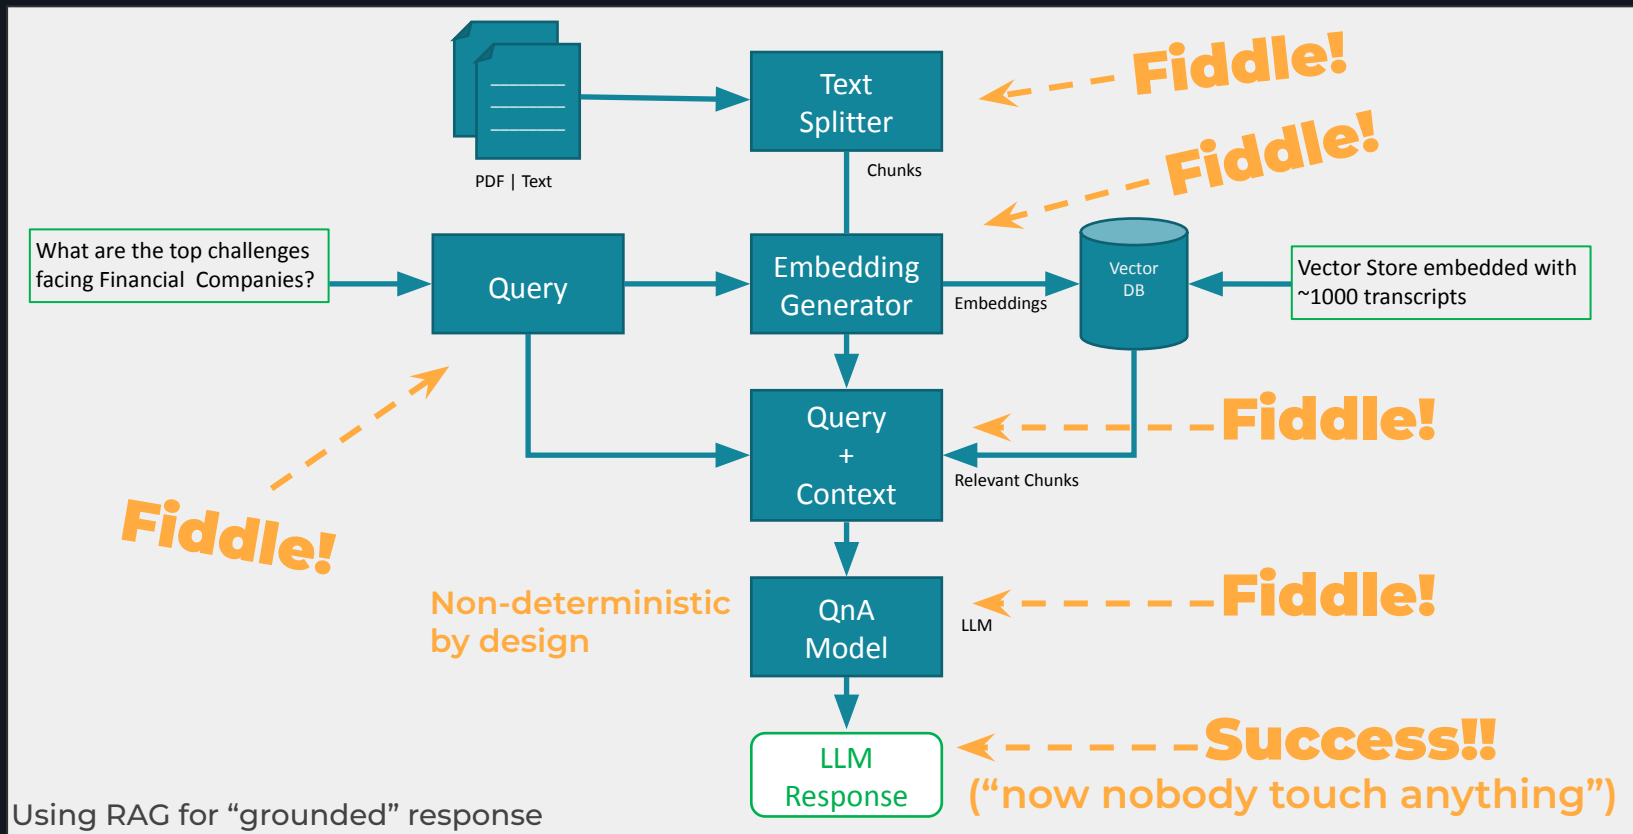 Fiddle!
Text
Splitter
PDF | Text
Chunks
Fiddle!
What are the top challenges
facing Financial Companies?
Query
Embedding
Generator
Embeddings
Vector
DB
Vector Store embedded with
~1000 transcripts
Fiddle!
Query
+
Context
Relevant Chunks
Fiddle!
Non-deterministic
by design
QnA
Model
LLM
Fiddle!
LLM
Response
Success!!
(“now nobody touch anything”)
Using RAG for “grounded” response